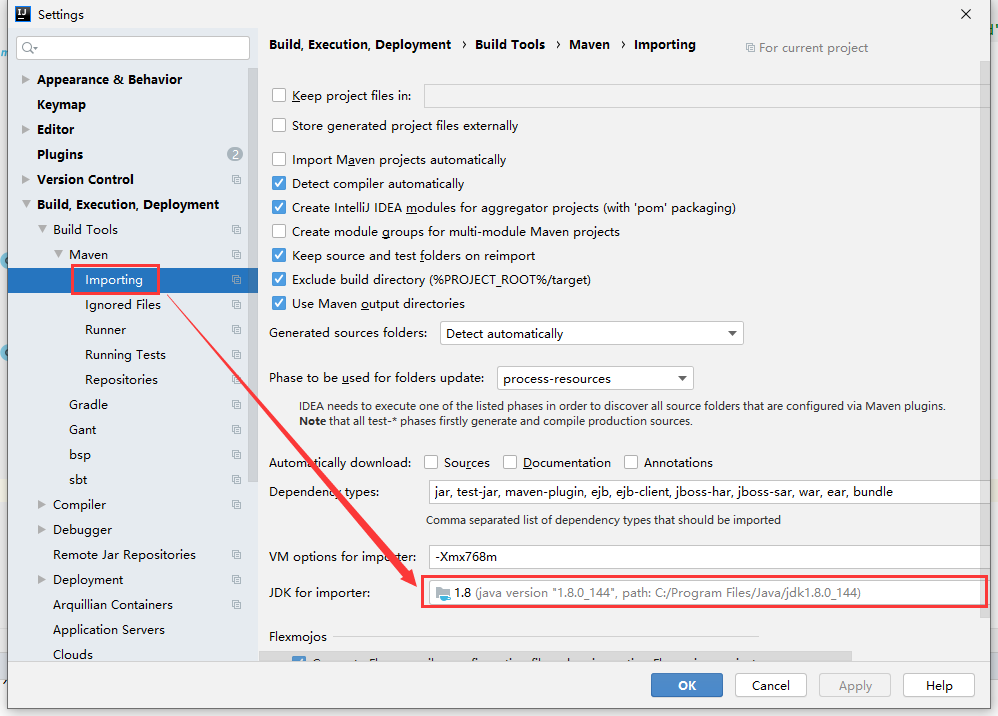 Settings
Appearance & Behavior
Keymap
Editor
Plugins
2
Version Control
Build, Execution, Deployment
Build Tools
Maven
Importing
Ignored Files
Runner
Running Tests
Repositories
Gradle
Gant
bsp
sbt
Compiler
Debugger
Remote Jar Repositories
Deployment
Arquillian Containers
Application Servers
Clouds
Build, Execution, Deployment › Build Tools › Maven › Importing
For current project
Keep project files in:
Store generated project files externally
Import Maven projects automatically
Detect compiler automatically
Create IntelliJ IDEA modules for aggregator projects (with 'pom' packaging)
Create module groups for multi-module Maven projects
Keep source and test folders on reimport
Exclude build directory (%PROJECT_ROOT%/target)
Use Maven output directories
Generated sources folders: Detect automatically
Phase to be used for folders update: process-resources
IDEA needs to execute one of the listed phases in order to discover all source folders that are configured via Maven plugins.
Note that all test-* phases firstly generate and compile production sources.
Automatically download: Sources Documentation Annotations
Dependency types: jar, test-jar, maven-plugin, ejb, ejb-client, jboss-har, jboss-sar, war, ear, bundle
Comma separated list of dependency types that should be imported
VM options for importer: -Xmx768m
JDK for importer: 1.8 (java version "1.8.0_144", path: C:/Program Files/Java/jdk1.8.0_144)
Flexmojos
OK
Cancel
Apply
Help